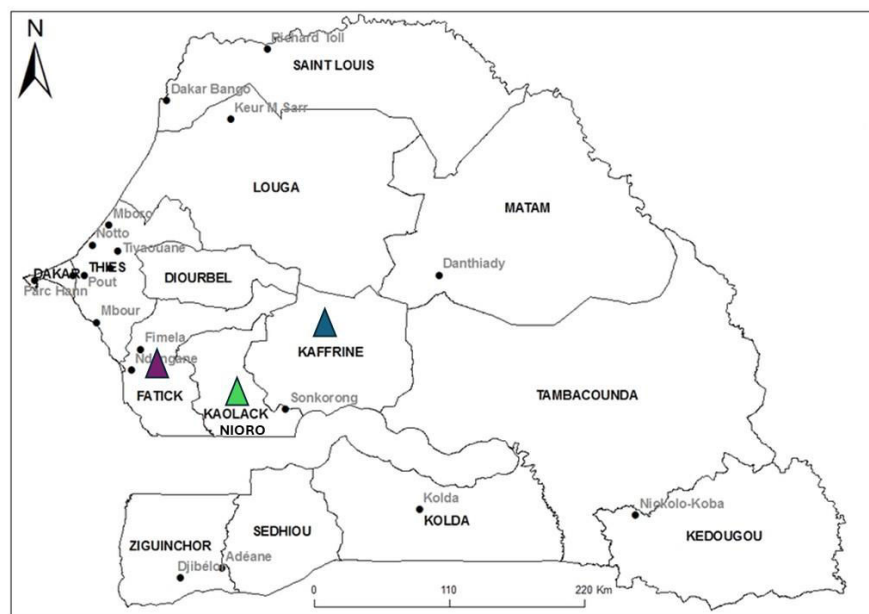 N
Richard Toll
SAINT LOUIS
Dakar Bango
Keur M Sarr
LOUGA
MATAM
Mboro
Notto
Tivaouane
DAKAR
THIES
Pout
Parc Hann
DIOURBEL
Danthiady
Mbour
Fimela
Ndangane
FATICK
KAFFRINE
KAOLACK
NIORO
Sonkorong
TAMBACOUNDA
Kolda
KOLDA
Niokolo-Koba
KEDOUGOU
SEDHIOU
ZIGUINCHOR
Adéane
Djibélor
0 110 220 Km